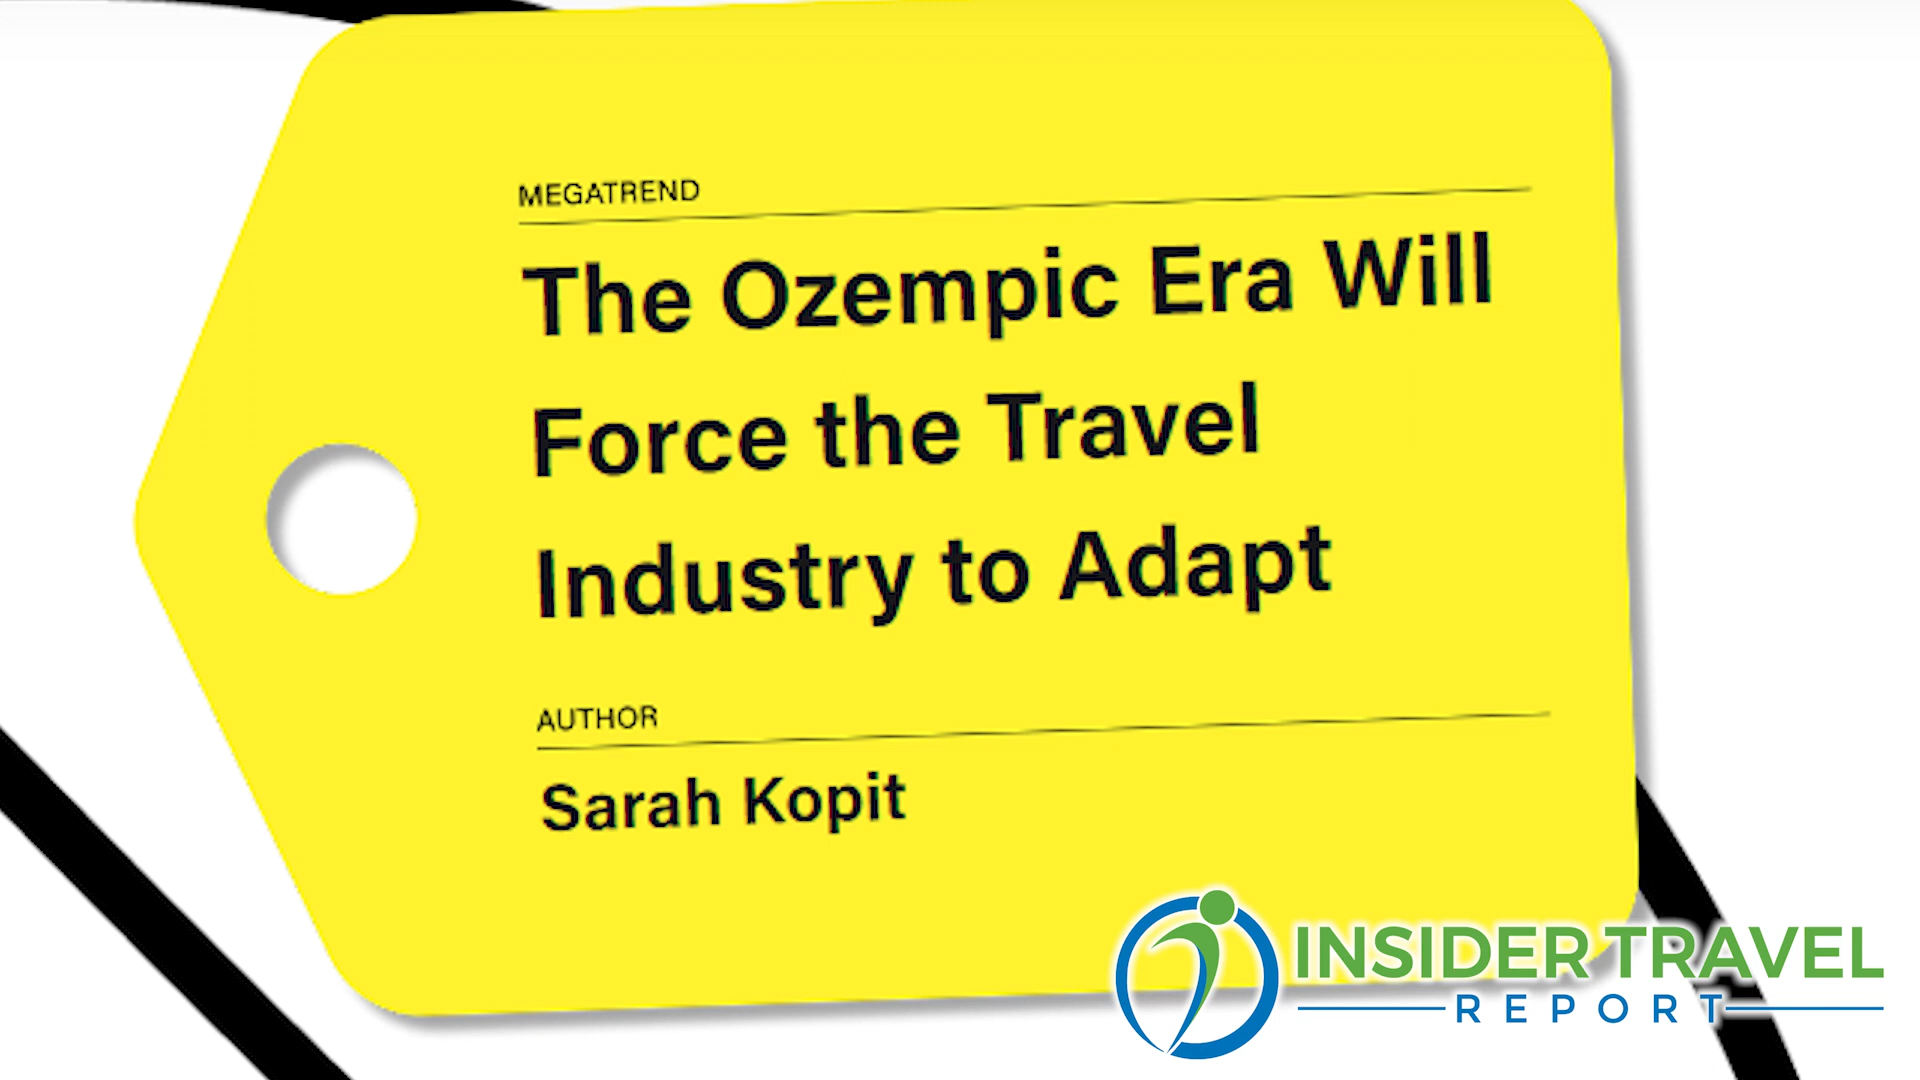 MEGATREND
The Ozempic Era Will
Force the Travel
Industry to Adapt
AUTHOR
Sarah Kopit
INSIDER TRAVEL
REPORT